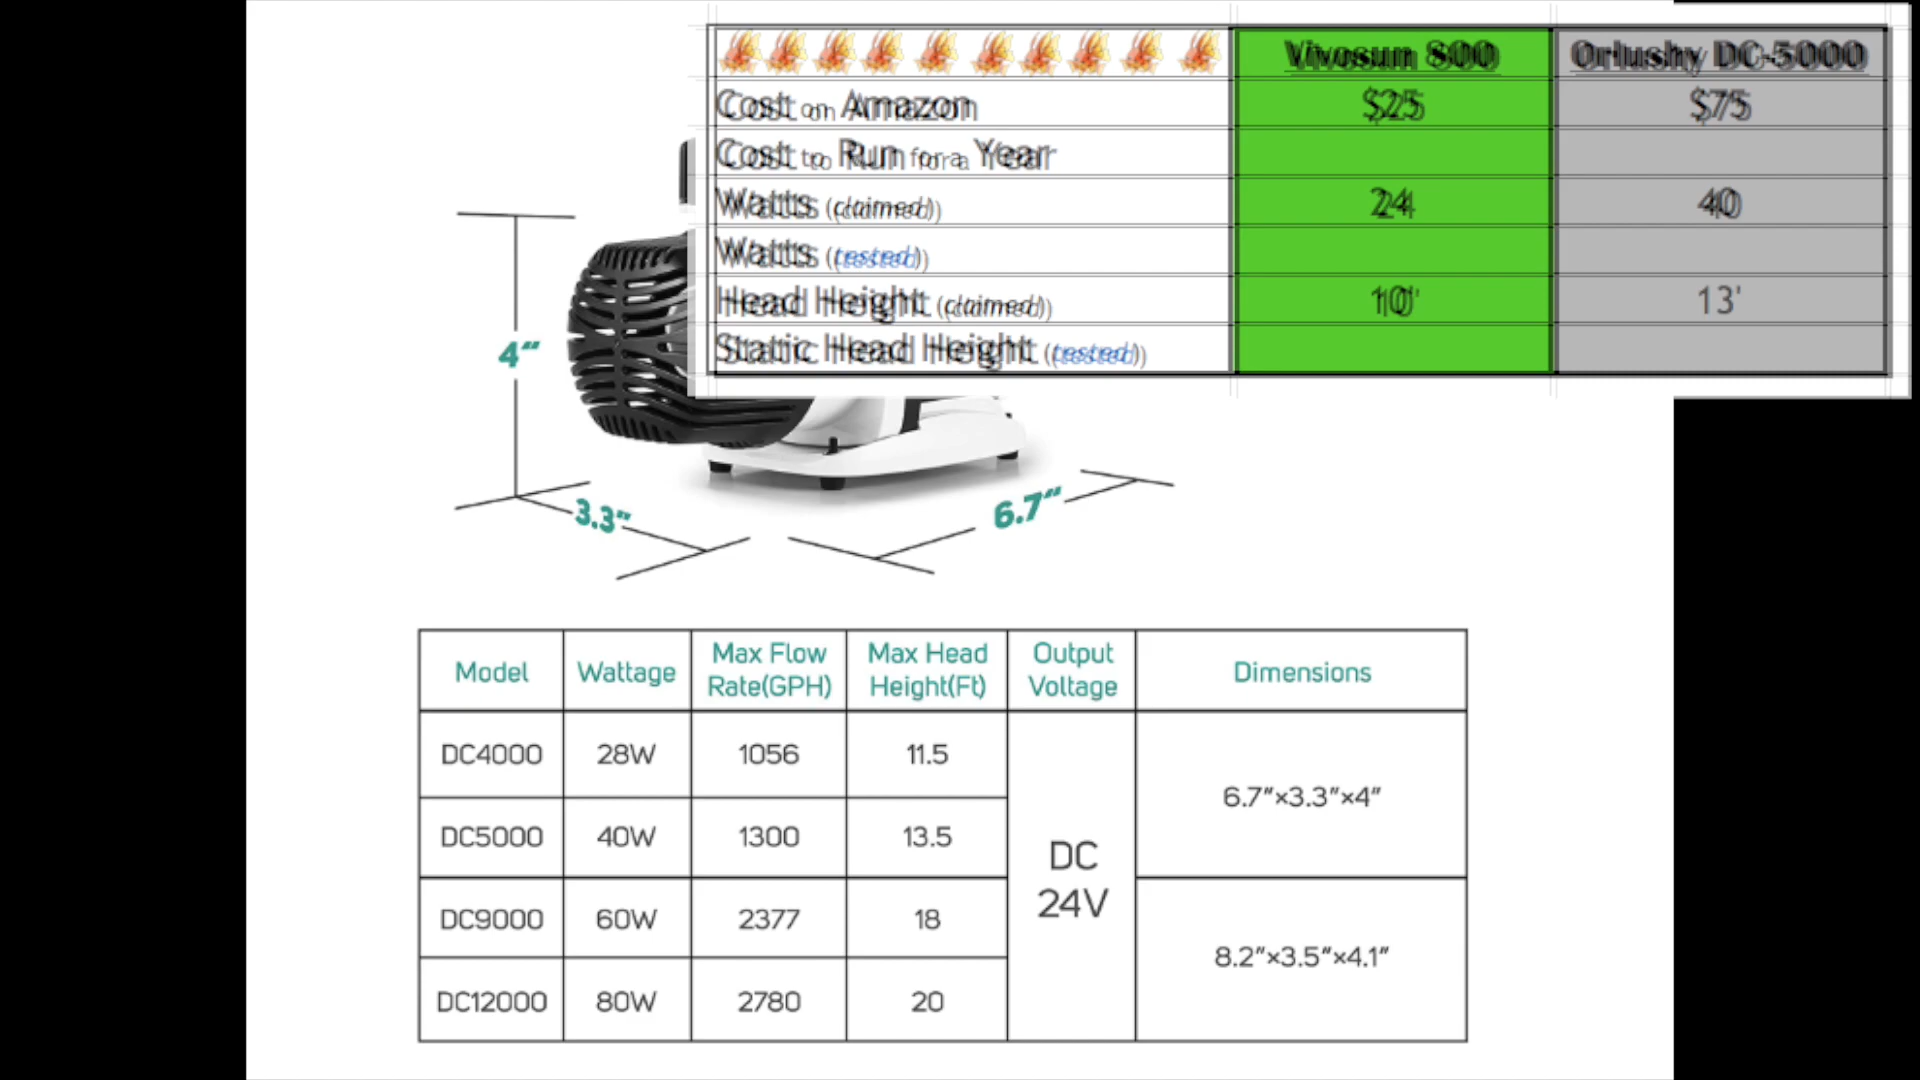 Vivosun 800 Orlushy DC-5000
Cost on Amazon $25 $75
Cost to Run for a Year
Watts (claimed) 24 40
Watts (tested)
Head Height (claimed) 10' 13'
Static Head Height (tested)
4"
3.3"
6.7"
Model Wattage Max Flow Rate(GPH) Max Head Height(Ft) Output Voltage Dimensions
DC4000 28W 1056 11.5
6.7"×3.3"×4"
DC5000 40W 1300 13.5
DC 24V
DC9000 60W 2377 18
8.2"×3.5"×4.1"
DC12000 80W 2780 20